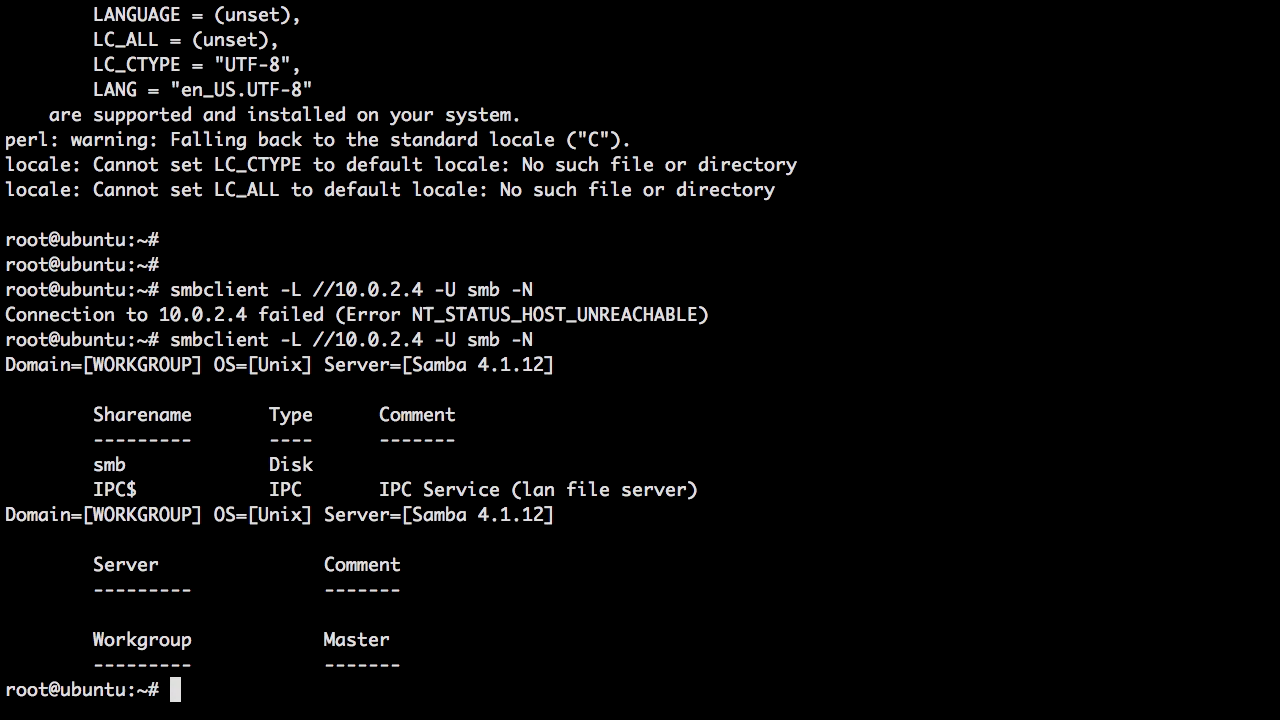 LANGUAGE = (unset),
LC_ALL = (unset),
LC_CTYPE = "UTF-8",
LANG = "en_US.UTF-8"
are supported and installed on your system.
perl: warning: Falling back to the standard locale ("C").
locale: Cannot set LC_CTYPE to default locale: No such file or directory
locale: Cannot set LC_ALL to default locale: No such file or directory
root@ubuntu:~#
root@ubuntu:~#
root@ubuntu:~# smbclient -L //10.0.2.4 -U smb -N
Connection to 10.0.2.4 failed (Error NT_STATUS_HOST_UNREACHABLE)
root@ubuntu:~# smbclient -L //10.0.2.4 -U smb -N
Domain=[WORKGROUP] OS=[Unix] Server=[Samba 4.1.12]
Sharename Type Comment
--------- ---- -------
smb Disk
IPC$ IPC IPC Service (lan file server)
Domain=[WORKGROUP] OS=[Unix] Server=[Samba 4.1.12]
Server Comment
--------- -------
Workgroup Master
--------- -------
root@ubuntu:~#